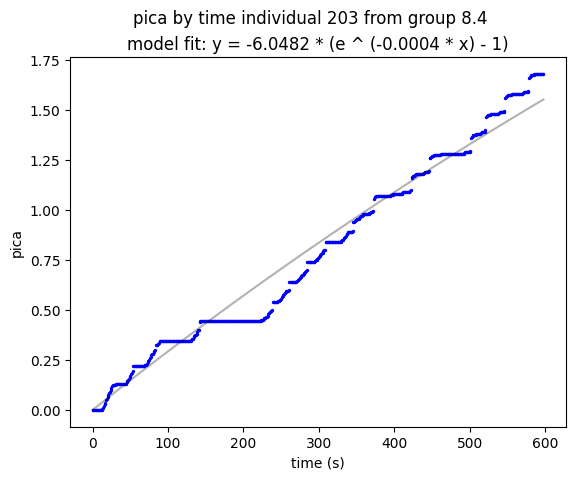 pica by time individual 203 from group 8.4
model fit: y = -6.0482 * (e ^ (-0.0004 * x) - 1)
1.75
1.50
1.25
1.00
0.75
0.50
0.25
0.00
pica
0 100 200 300 400 500 600
time (s)